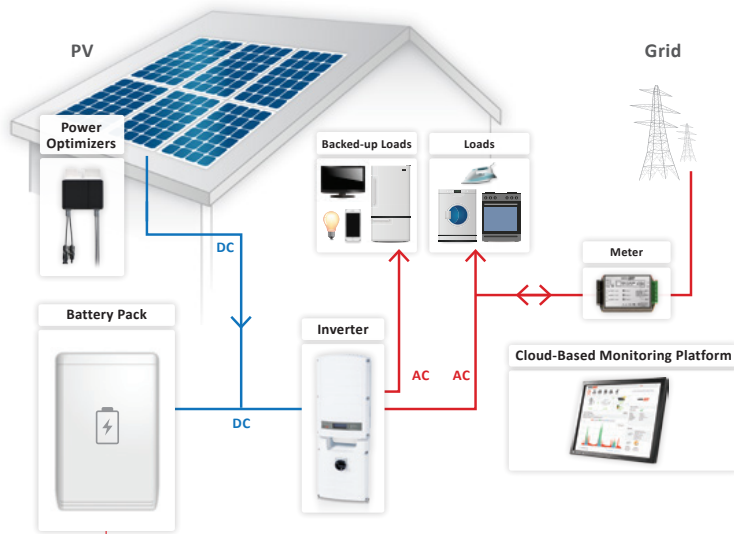 PV
Grid
Power
Optimizers
Backed-up Loads
Loads
DC
Meter
Battery Pack
Inverter
Cloud-Based Monitoring Platform
AC
AC
DC